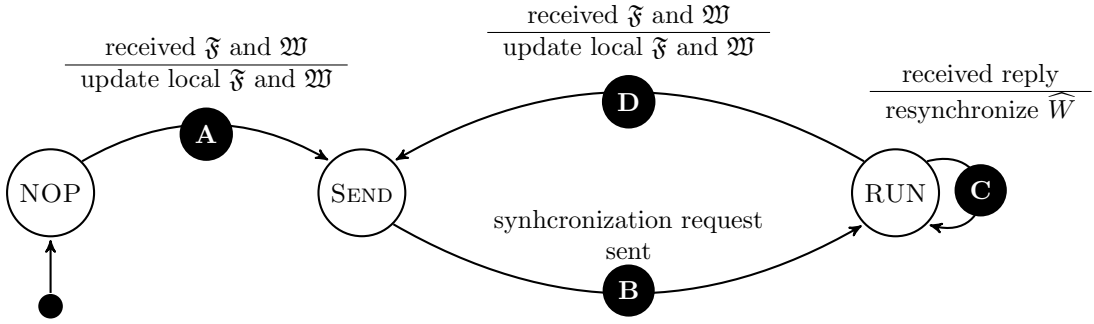 received 𝔉 and 𝔚
update local 𝔉 and 𝔚
A
received 𝔉 and 𝔚
update local 𝔉 and 𝔚
D
received reply
resynchronize Ŵ
C
NOP
SEND
RUN
synhcronization request
sent
B